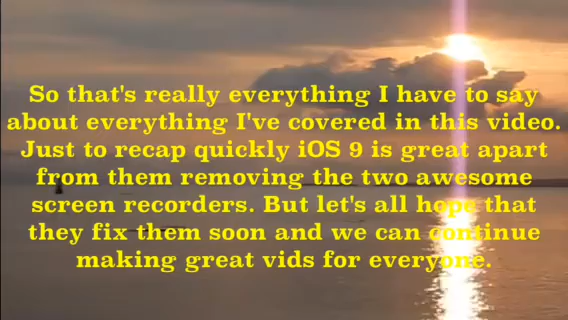 So that's really everything I have to say
about everything I've covered in this video.
Just to recap quickly iOS 9 is great apart
from them removing the two awesome
screen recorders. But let's all hope that
they fix them soon and we can continue
making great vids for everyone.